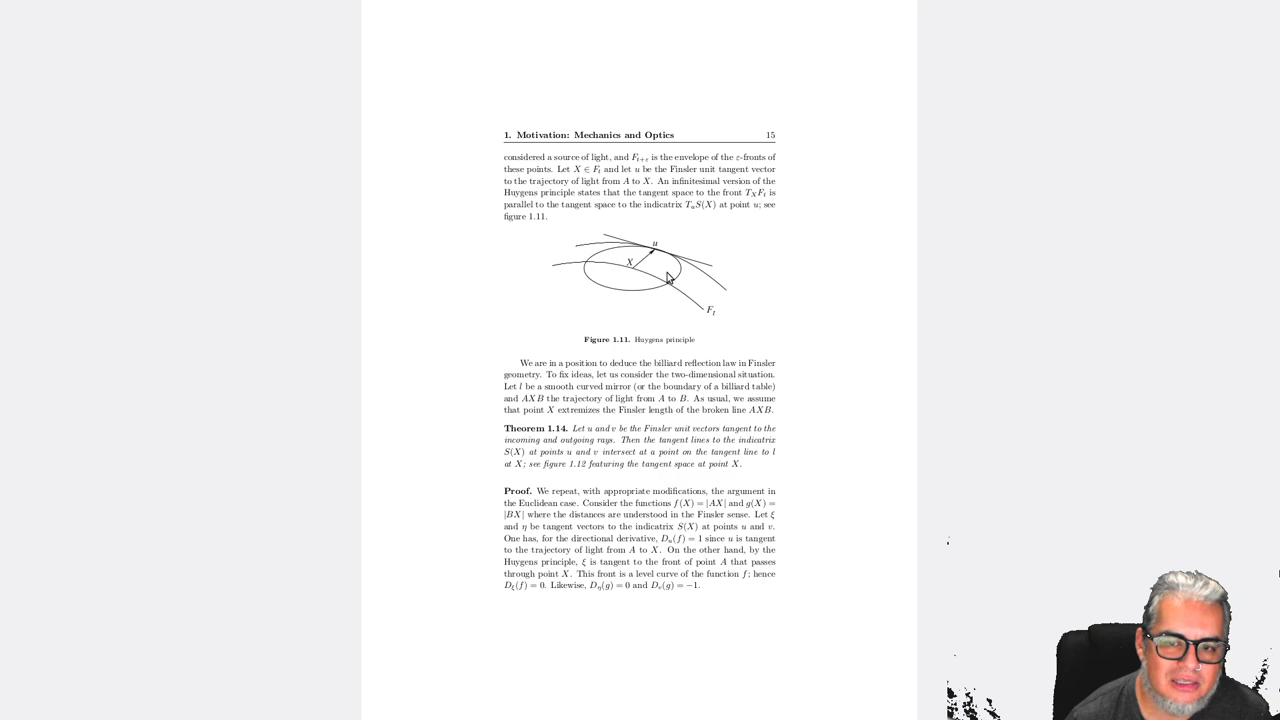 1. Motivation: Mechanics and Optics 15
considered a source of light, and F_{t+ε} is the envelope of the ε-fronts of
these points. Let X ∈ F_t and let u be the Finsler unit tangent vector
to the trajectory of light from A to X. An infinitesimal version of the
Huygens principle states that the tangent space to the front T_XF_t is
parallel to the tangent space to the indicatrix T_uS(X) at point u; see
figure 1.11.
u
X
F_t
Figure 1.11. Huygens principle
We are in a position to deduce the billiard reflection law in Finsler
geometry. To fix ideas, let us consider the two-dimensional situation.
Let l be a smooth curved mirror (or the boundary of a billiard table)
and AXB the trajectory of light from A to B. As usual, we assume
that point X extremizes the Finsler length of the broken line AXB.
Theorem 1.14. Let u and v be the Finsler unit vectors tangent to the
incoming and outgoing rays. Then the tangent lines to the indicatrix
S(X) at points u and v intersect at a point on the tangent line to l
at X; see figure 1.12 featuring the tangent space at point X.
Proof. We repeat, with appropriate modifications, the argument in
the Euclidean case. Consider the functions f(X) = |AX| and g(X) =
|BX| where the distances are understood in the Finsler sense. Let ξ
and η be tangent vectors to the indicatrix S(X) at points u and v.
One has, for the directional derivative, D_u(f) = 1 since u is tangent
to the trajectory of light from A to X. On the other hand, by the
Huygens principle, ξ is tangent to the front of point A that passes
through point X. This front is a level curve of the function f; hence
D_ξ(f) = 0. Likewise, D_η(g) = 0 and D_v(g) = −1.